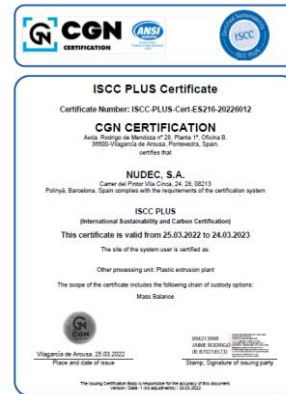 CGN
CERTIFICATION
ANSI
ISCC
ISCC PLUS
ISCC PLUS Certificate
Certificate Number: ISCC-PLUS-Cert-ES216-20226012
CGN CERTIFICATION
Avda. Rodrigo de Mendoza nº 28, Planta 1ª, Oficina B.
36600-Vilagarcía de Arousa, Pontevedra, Spain.
certifies that
NUDEC, S.A.
Carrer del Pintor Vila Cinca, 24, 28, 08213
Polinyà, Barcelona, Spain complies with the requirements of the certification system
ISCC PLUS
(International Sustainability and Carbon Certification)
This certificate is valid from 25.03.2022 to 24.03.2023
The site of the system user is certified as:
Other processing unit: Plastic extrusion plant
The scope of the certificate includes the following chain of custody options:
Mass Balance
CGN
Vilagarcía de Arousa, 25.03.2022
Place and date of issue
JAIME RODRIGO
Stamp, Signature of issuing party
The issuing Certification Body is responsible for the accuracy of this document.